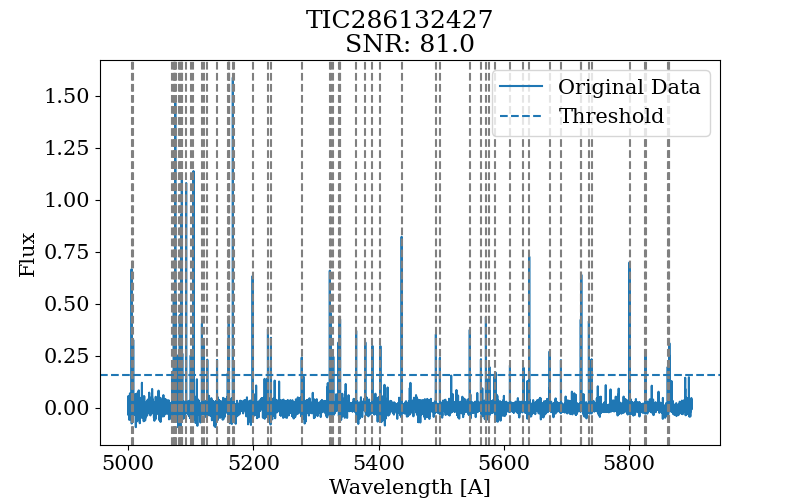 TIC286132427
SNR: 81.0
Original Data
Threshold
Flux
1.50
1.25
1.00
0.75
0.50
0.25
0.00
5000 5200 5400 5600 5800
Wavelength [A]